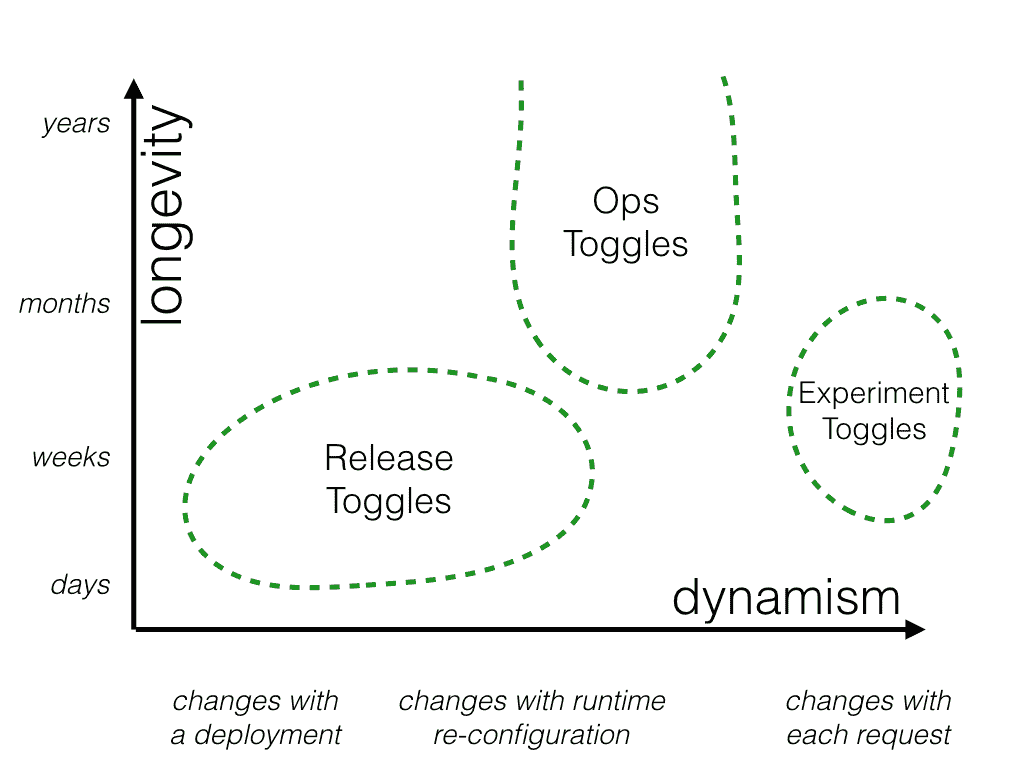 years
longevity
months
weeks
days
Ops
Toggles
Experiment
Toggles
Release
Toggles
dynamism
changes with
a deployment
changes with runtime
re-configuration
changes with
each request